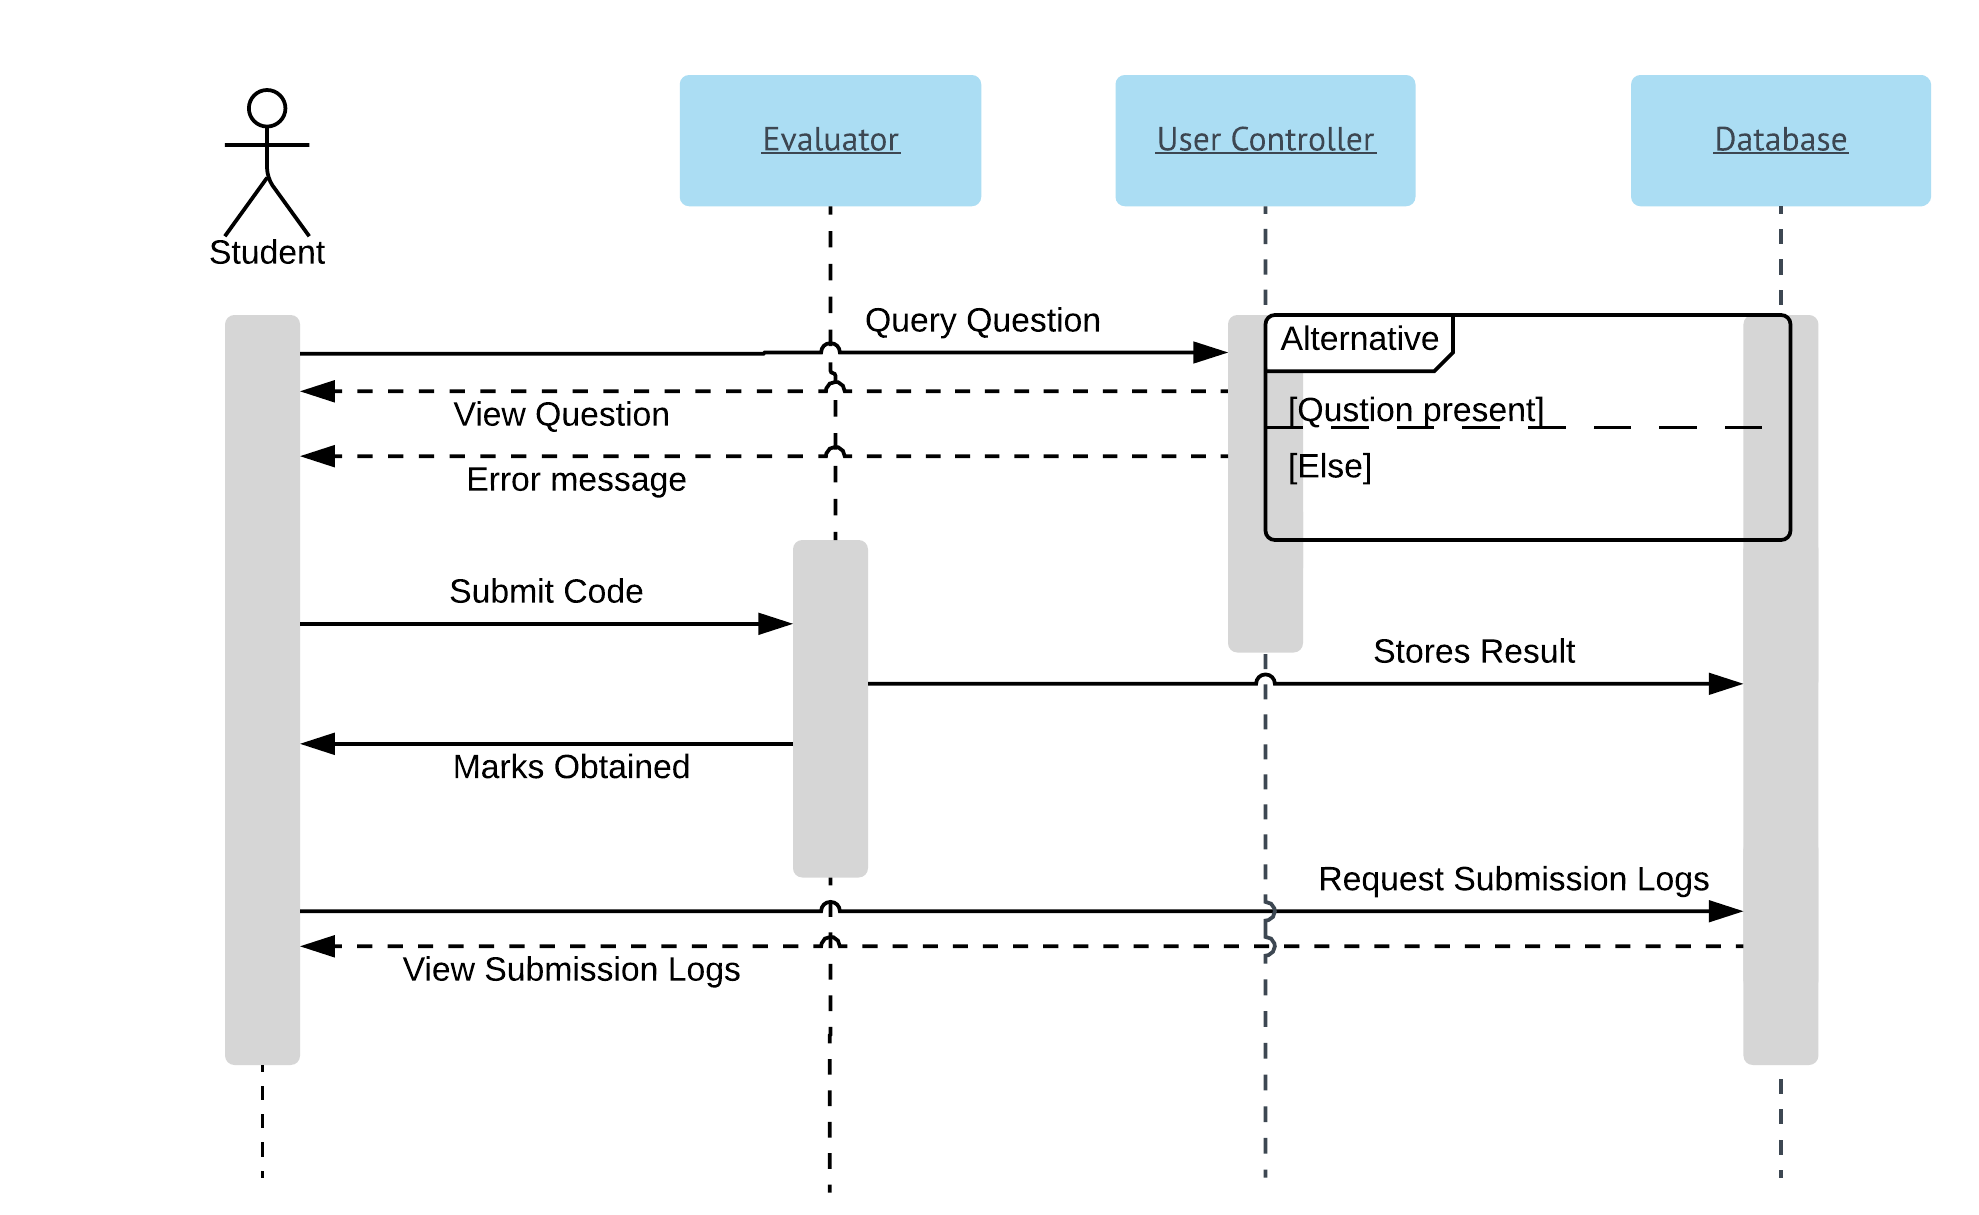 Student
Evaluator
User Controller
Database
Query Question
Alternative
View Question
[Qustion present]
Error message
[Else]
Submit Code
Stores Result
Marks Obtained
Request Submission Logs
View Submission Logs